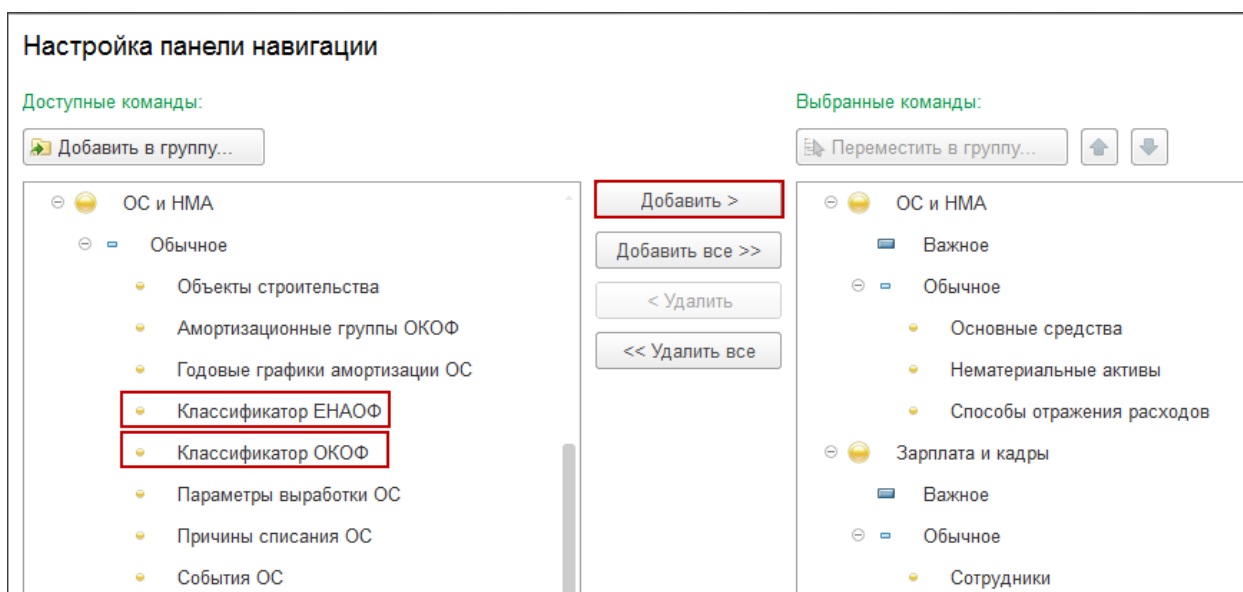 Настройка панели навигации
Доступные команды:
Выбранные команды:
Добавить в группу...
Переместить в группу...
ОС и НМА
Обычное
Объекты строительства
Амортизационные группы ОКОФ
Годовые графики амортизации ОС
Классификатор ЕНАОФ
Классификатор ОКОФ
Параметры выработки ОС
Причины списания ОС
События ОС
Добавить >
Добавить все >>
< Удалить
<< Удалить все
ОС и НМА
Важное
Обычное
Основные средства
Нематериальные активы
Способы отражения расходов
Зарплата и кадры
Важное
Обычное
Сотрудники